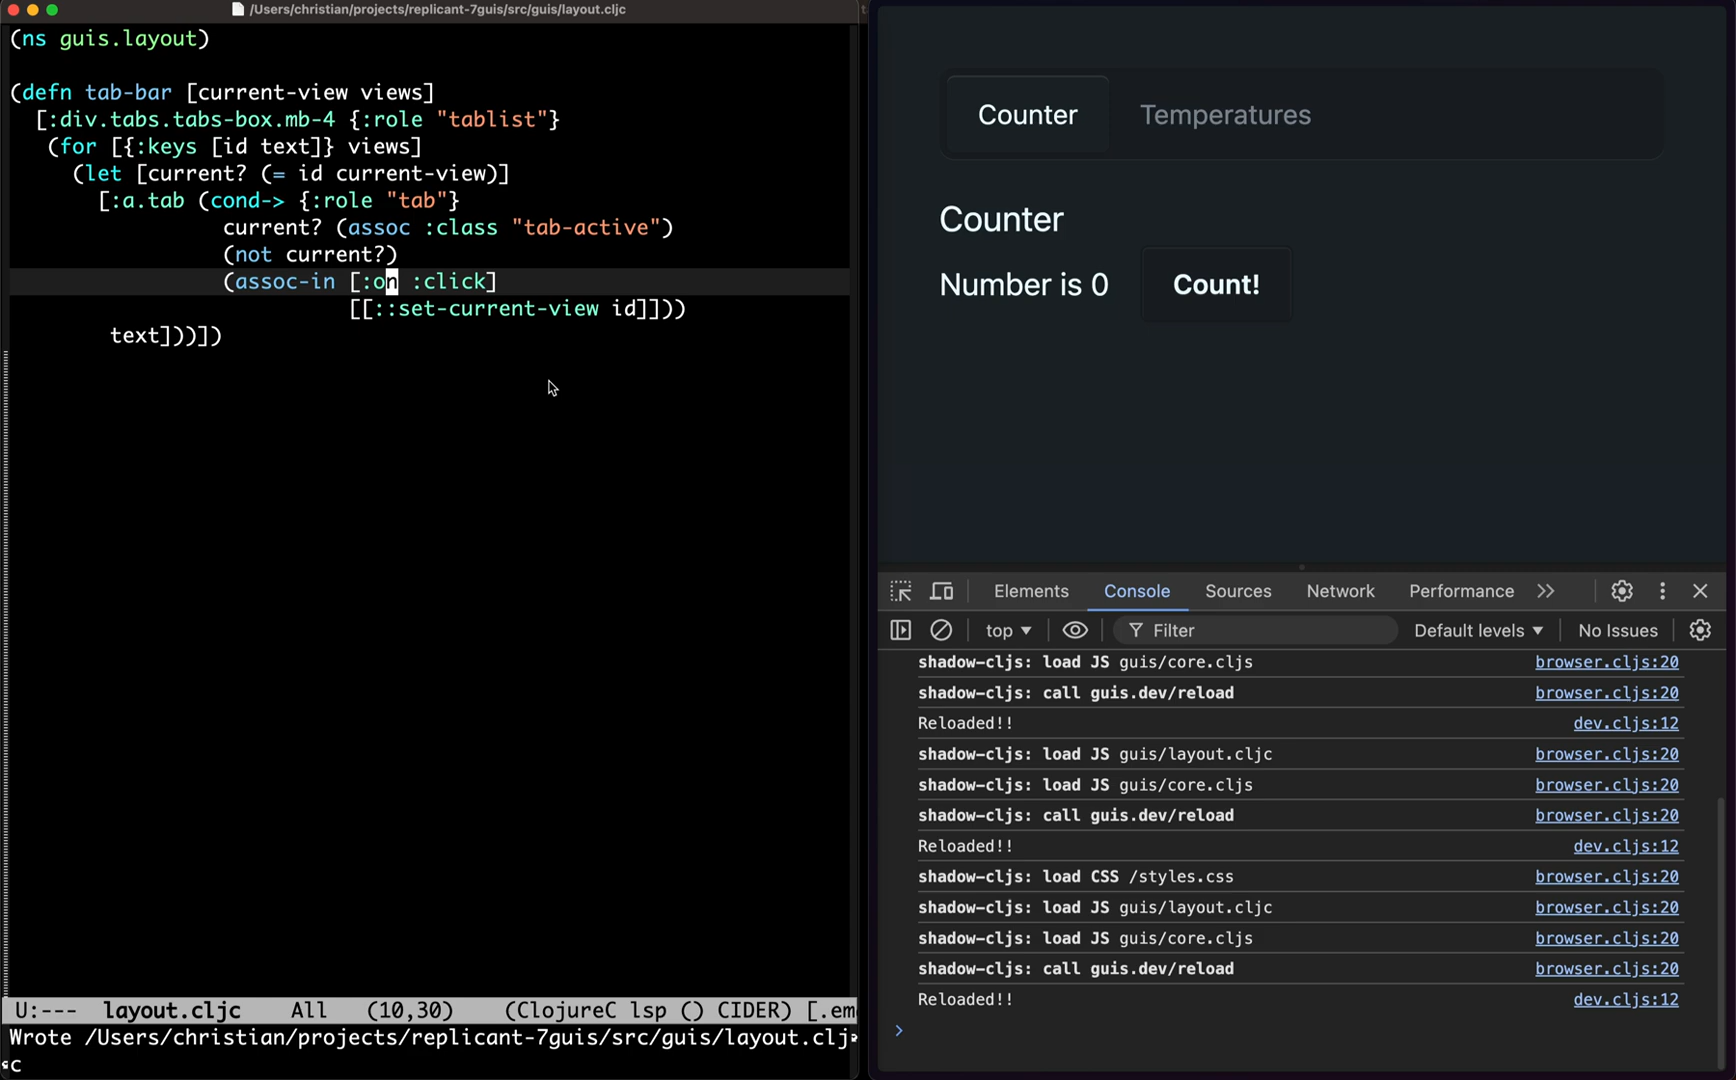 /Users/christian/projects/replicant-7guis/src/guis/layout.cljc
(ns guis.layout)
(defn tab-bar [current-view views]
[:div.tabs.tabs-box.mb-4 {:role "tablist"}
(for [{:keys [id text]} views]
(let [current? (= id current-view)]
[:a.tab (cond-> {:role "tab"}
current? (assoc :class "tab-active")
(not current?)
(assoc-in [:on :click]
[[::set-current-view id]]))
text]))])
U:--- layout.cljc All (10,30) (ClojureC lsp () CIDER) [.em
Wrote /Users/christian/projects/replicant-7guis/src/guis/layout.clj
c
Counter Temperatures
Counter
Number is 0 Count!
Elements Console Sources Network Performance
top Filter Default levels No Issues
shadow-cljs: load JS guis/core.cljs browser.cljs:20
shadow-cljs: call guis.dev/reload browser.cljs:20
Reloaded!! dev.cljs:12
shadow-cljs: load JS guis/layout.cljc browser.cljs:20
shadow-cljs: load JS guis/core.cljs browser.cljs:20
shadow-cljs: call guis.dev/reload browser.cljs:20
Reloaded!! dev.cljs:12
shadow-cljs: load CSS /styles.css browser.cljs:20
shadow-cljs: load JS guis/layout.cljc browser.cljs:20
shadow-cljs: load JS guis/core.cljs browser.cljs:20
shadow-cljs: call guis.dev/reload browser.cljs:20
Reloaded!! dev.cljs:12